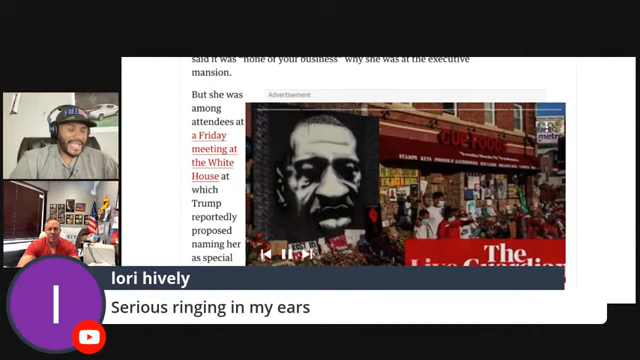 said it was "none of your business" why she was at the executive
mansion.
But she was
among
attendees at
a Friday
meeting at
the White
House at
which
Trump
reportedly
proposed
naming her
as special
Advertisement
CUP FOODS
metro
The
lori hively
Serious ringing in my ears